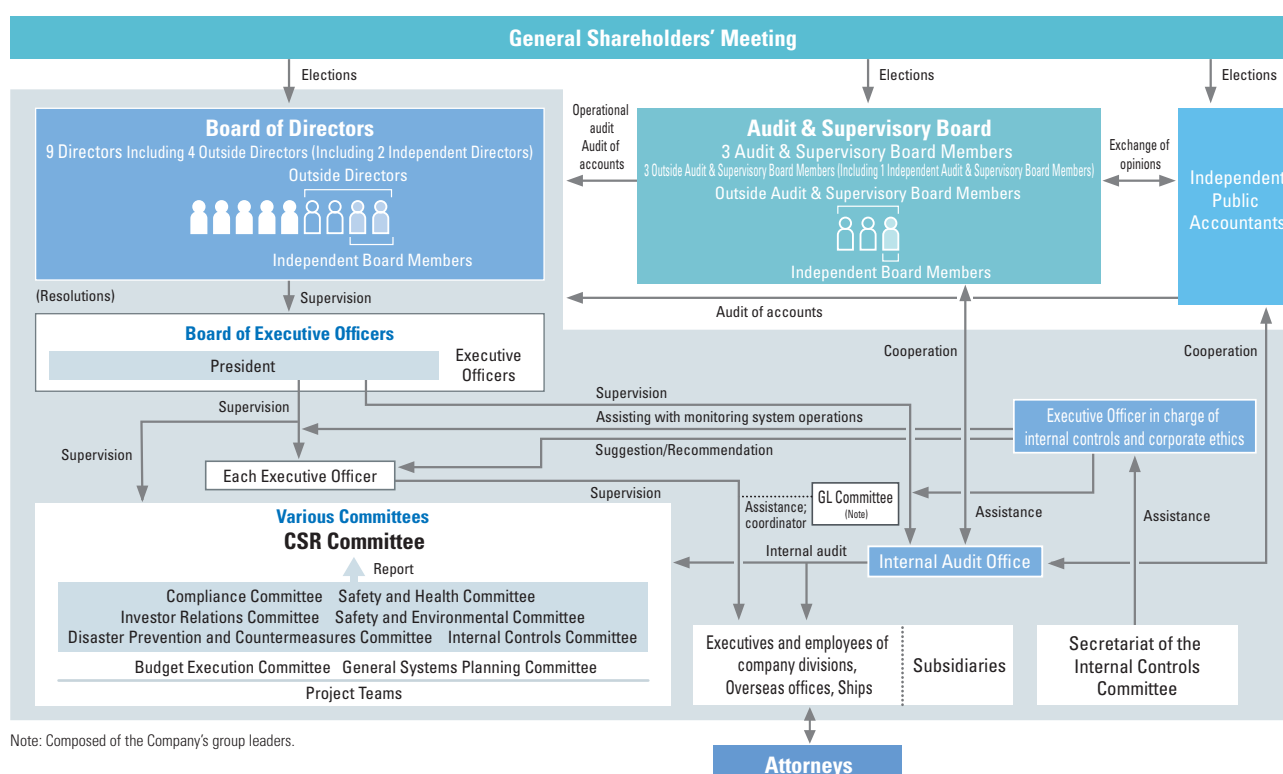 General Shareholders' Meeting
Elections
Elections
Elections
Board of Directors
9 Directors Including 4 Outside Directors (Including 2 Independent Directors)
Outside Directors
Independent Board Members
Operational
audit
Audit of
accounts
Audit & Supervisory Board
3 Audit & Supervisory Board Members
3 Outside Audit & Supervisory Board Members (Including 1 Independent Audit & Supervisory Board Members)
Outside Audit & Supervisory Board Members
Independent Board Members
Exchange of
opinions
Independent
Public
Accountants
(Resolutions)
Supervision
Audit of accounts
Board of Executive Officers
President
Executive
Officers
Cooperation
Cooperation
Supervision
Supervision
Assisting with monitoring system operations
Executive Officer in charge of
internal controls and corporate ethics
Supervision
Suggestion/Recommendation
Each Executive Officer
Supervision
GL Committee
(Note)
Assistance;
coordinator
Assistance
Assistance
Various Committees
CSR Committee
Report
Internal audit
Internal Audit Office
Compliance Committee Safety and Health Committee
Investor Relations Committee Safety and Environmental Committee
Disaster Prevention and Countermeasures Committee Internal Controls Committee
Budget Execution Committee General Systems Planning Committee
Project Teams
Executives and employees of
company divisions,
Overseas offices, Ships
Subsidiaries
Secretariat of the
Internal Controls
Committee
Note: Composed of the Company's group leaders.
Attorneys